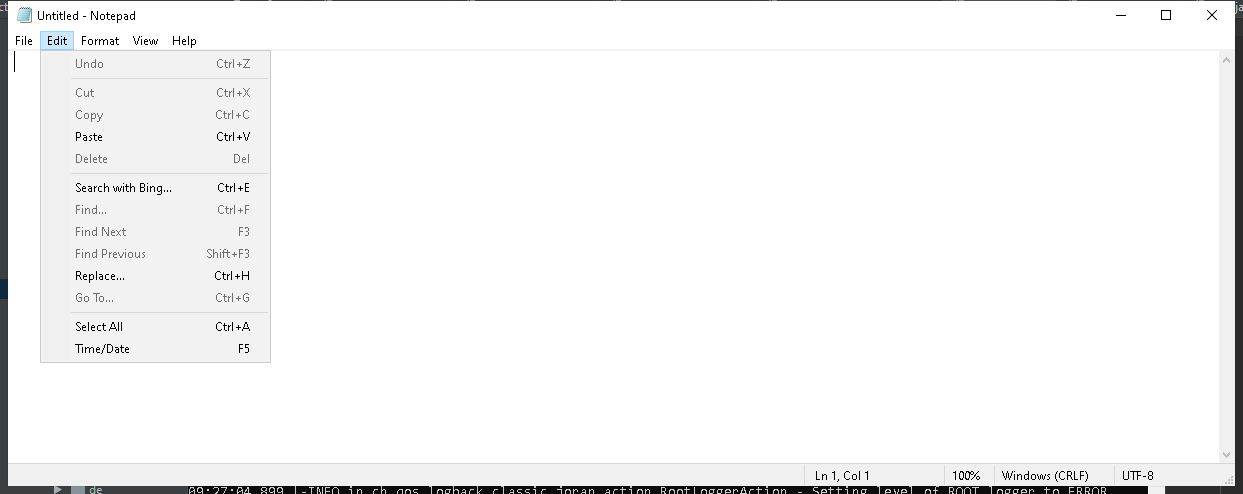 Untitled - Notepad
File Edit Format View Help
Undo Ctrl+Z
Cut Ctrl+X
Copy Ctrl+C
Paste Ctrl+V
Delete Del
Search with Bing... Ctrl+E
Find... Ctrl+F
Find Next F3
Find Previous Shift+F3
Replace... Ctrl+H
Go To... Ctrl+G
Select All Ctrl+A
Time/Date F5
Ln 1, Col 1 100% Windows (CRLF) UTF-8
de 09:27:04,899 |-INFO in ch.qos.logback.classic.joran.action.RootLoggerAction - Setting level of ROOT logger to ERROR